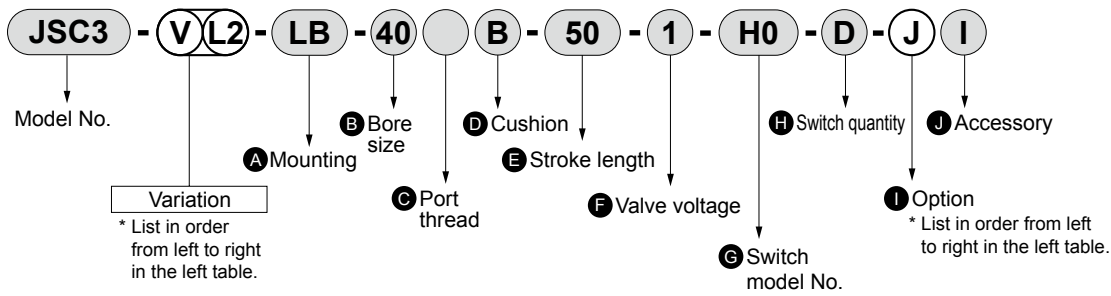 JSC3 - V L2 - LB - 40 B - 50 - 1 - H0 - D - J I
Model No.
Variation
* List in order
from left to right
in the left table.
A Mounting
B Bore
size
C Port
thread
D Cushion
E Stroke length
F Valve voltage
G Switch
model No.
H Switch quantity
I Option
* List in order from left
to right in the left table.
J Accessory